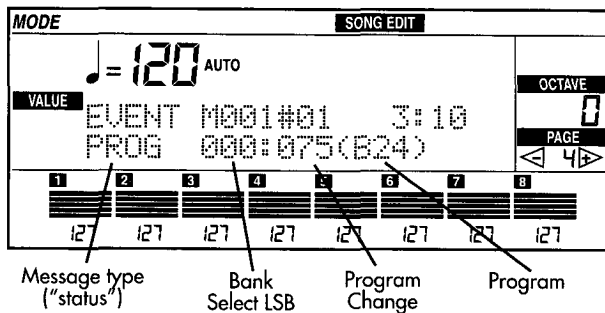 MODE SONG EDIT
♩=120 AUTO
OCTAVE
0
VALUE
EVENT M001#01 3:10
PROG 000:075(B24)
PAGE
- 4 +
1 2 3 4 5 6 7 8
127 127 127 127 127 127 127 127
Message type Bank Program Program
("status") Select LSB Change